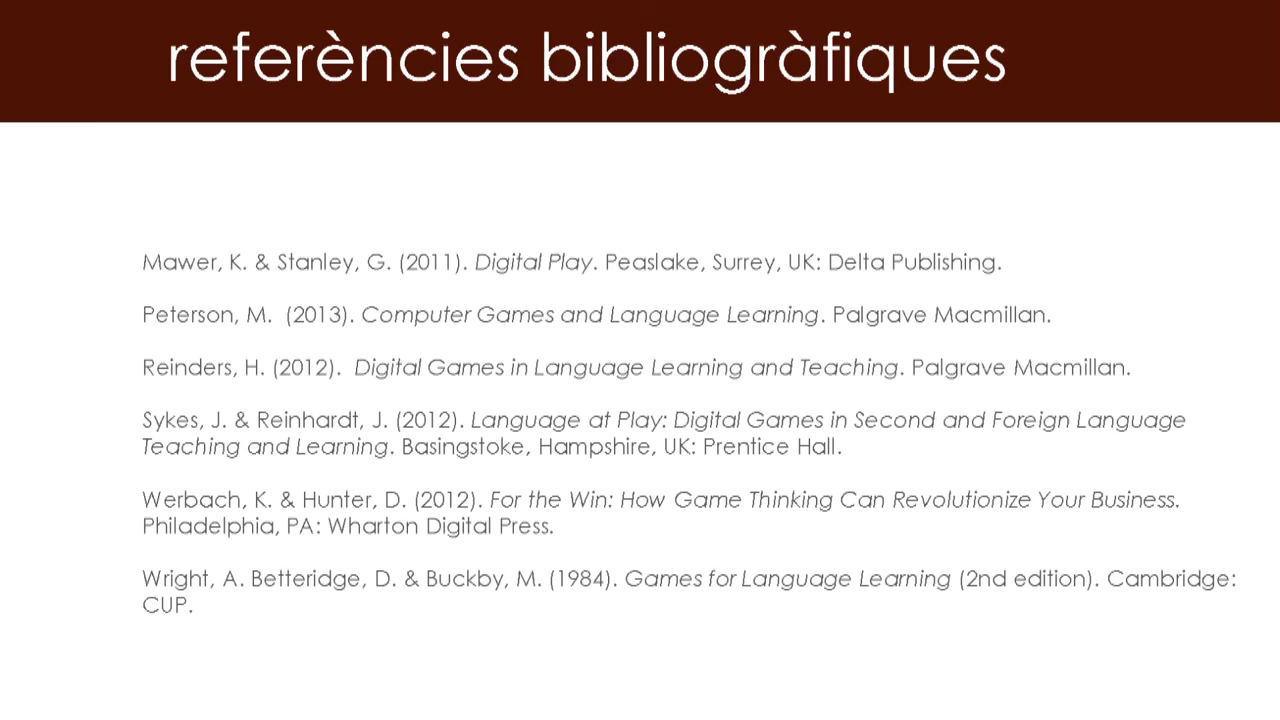 referències bibliogràfiques
Mawer, K. & Stanley, G. (2011). Digital Play. Peaslake, Surrey, UK: Delta Publishing.
Peterson, M.  (2013). Computer Games and Language Learning. Palgrave Macmillan.
Reinders, H. (2012).  Digital Games in Language Learning and Teaching. Palgrave Macmillan.
Sykes, J. & Reinhardt, J. (2012). Language at Play: Digital Games in Second and Foreign Language
Teaching and Learning. Basingstoke, Hampshire, UK: Prentice Hall.
Werbach, K. & Hunter, D. (2012). For the Win: How Game Thinking Can Revolutionize Your Business.
Philadelphia, PA: Wharton Digital Press.
Wright, A. Betteridge, D. & Buckby, M. (1984). Games for Language Learning (2nd edition). Cambridge:
CUP.